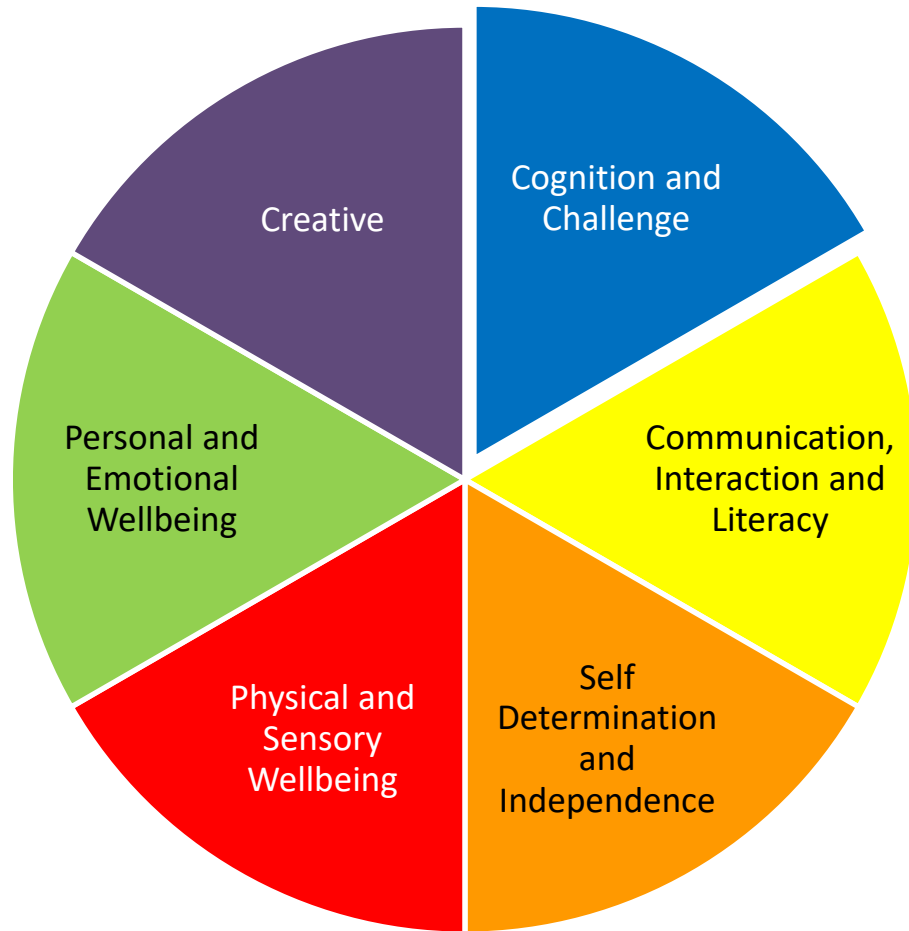 Cognition and
Challenge
Communication,
Interaction and
Literacy
Self
Determination
and
Independence
Physical and
Sensory
Wellbeing
Personal and
Emotional
Wellbeing
Creative